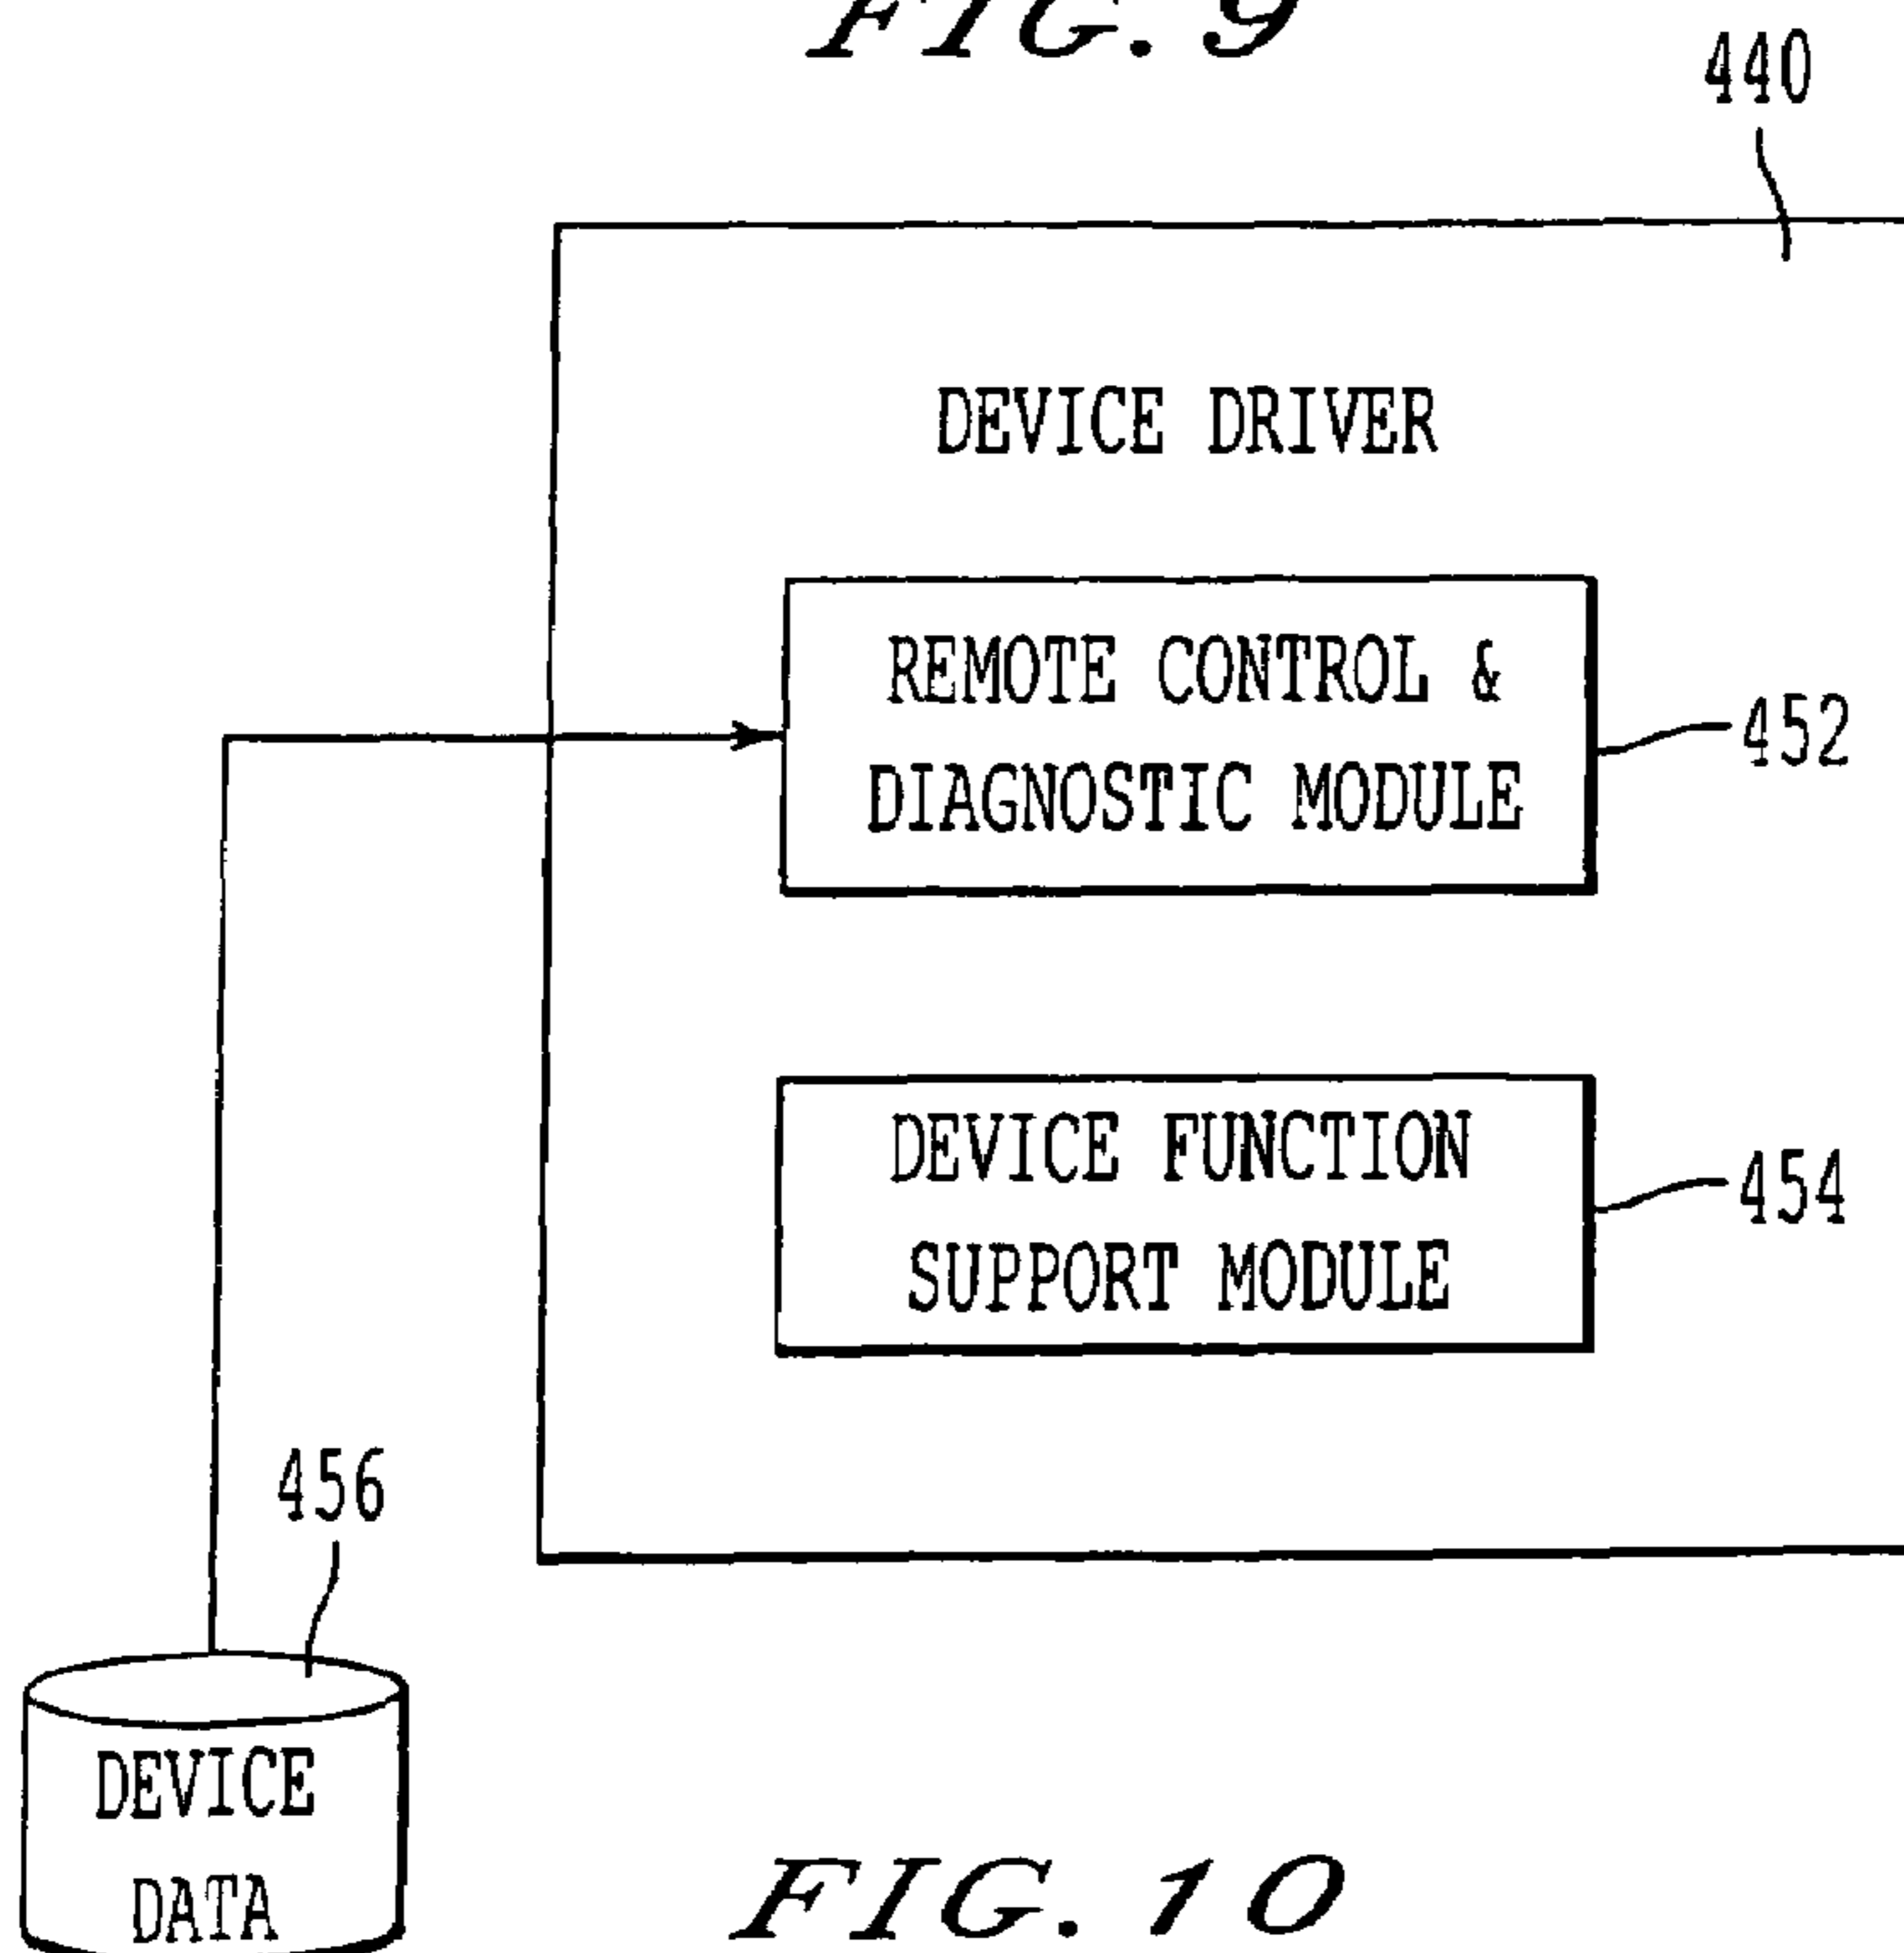 FIG. 9
440
DEVICE DRIVER
REMOTE CONTROL &
DIAGNOSTIC MODULE
452
DEVICE FUNCTION
SUPPORT MODULE
454
456
DEVICE
DATA
FIG. 10